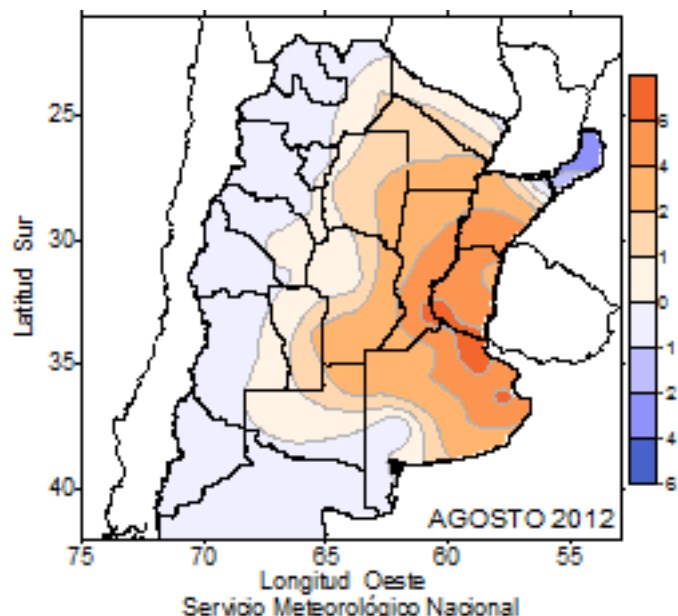 25
30
35
40
Latitud Sur
6
4
2
1
0
1
2
4
6
AGOSTO 2012
75 70 65 60 55
Longitud Oeste
Servicio Meteorológico Nacional